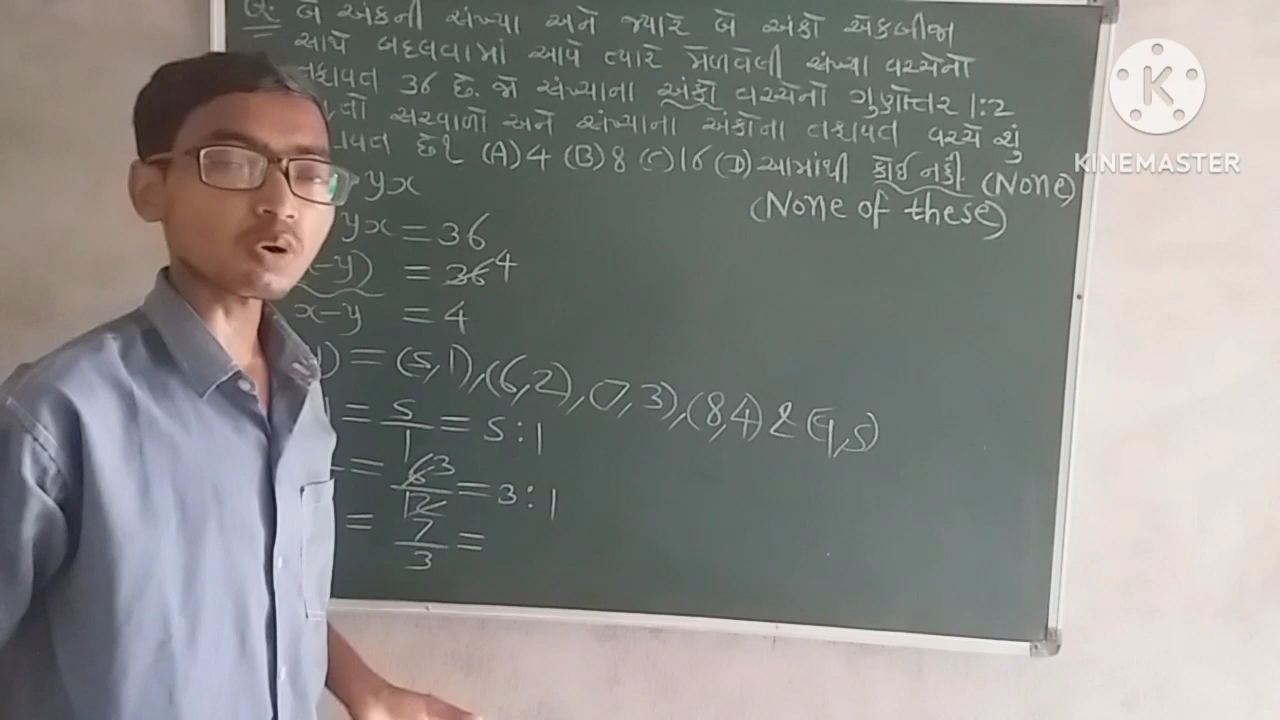 બે અંકની સંખ્યા અને જ્યારે બે અંકો એકબીજા
સાથે બદલવામાં આવે ત્યારે મેળવેલી સંખ્યા વચ્ચેનો
તફાવત 36 છે. જો સંખ્યાના અંકો વચ્ચેનો ગુણોત્તર 1:2
તો સરવાળો અને સંખ્યાના અંકોના તફાવત વચ્ચે શું
છે? (A) 4 (B) 8 (C) 16 (D) આમાંથી કોઈ નહી. (None)
(None of these)
yx
yx = 36
-y) = 36 4
x-y = 4
) = (5,1), (6,2), (7,3), (8,4) & (9,5)
= 5/1 = 5:1
= 6 3/12 = 3:1
= 7/3 =
KINEMASTER